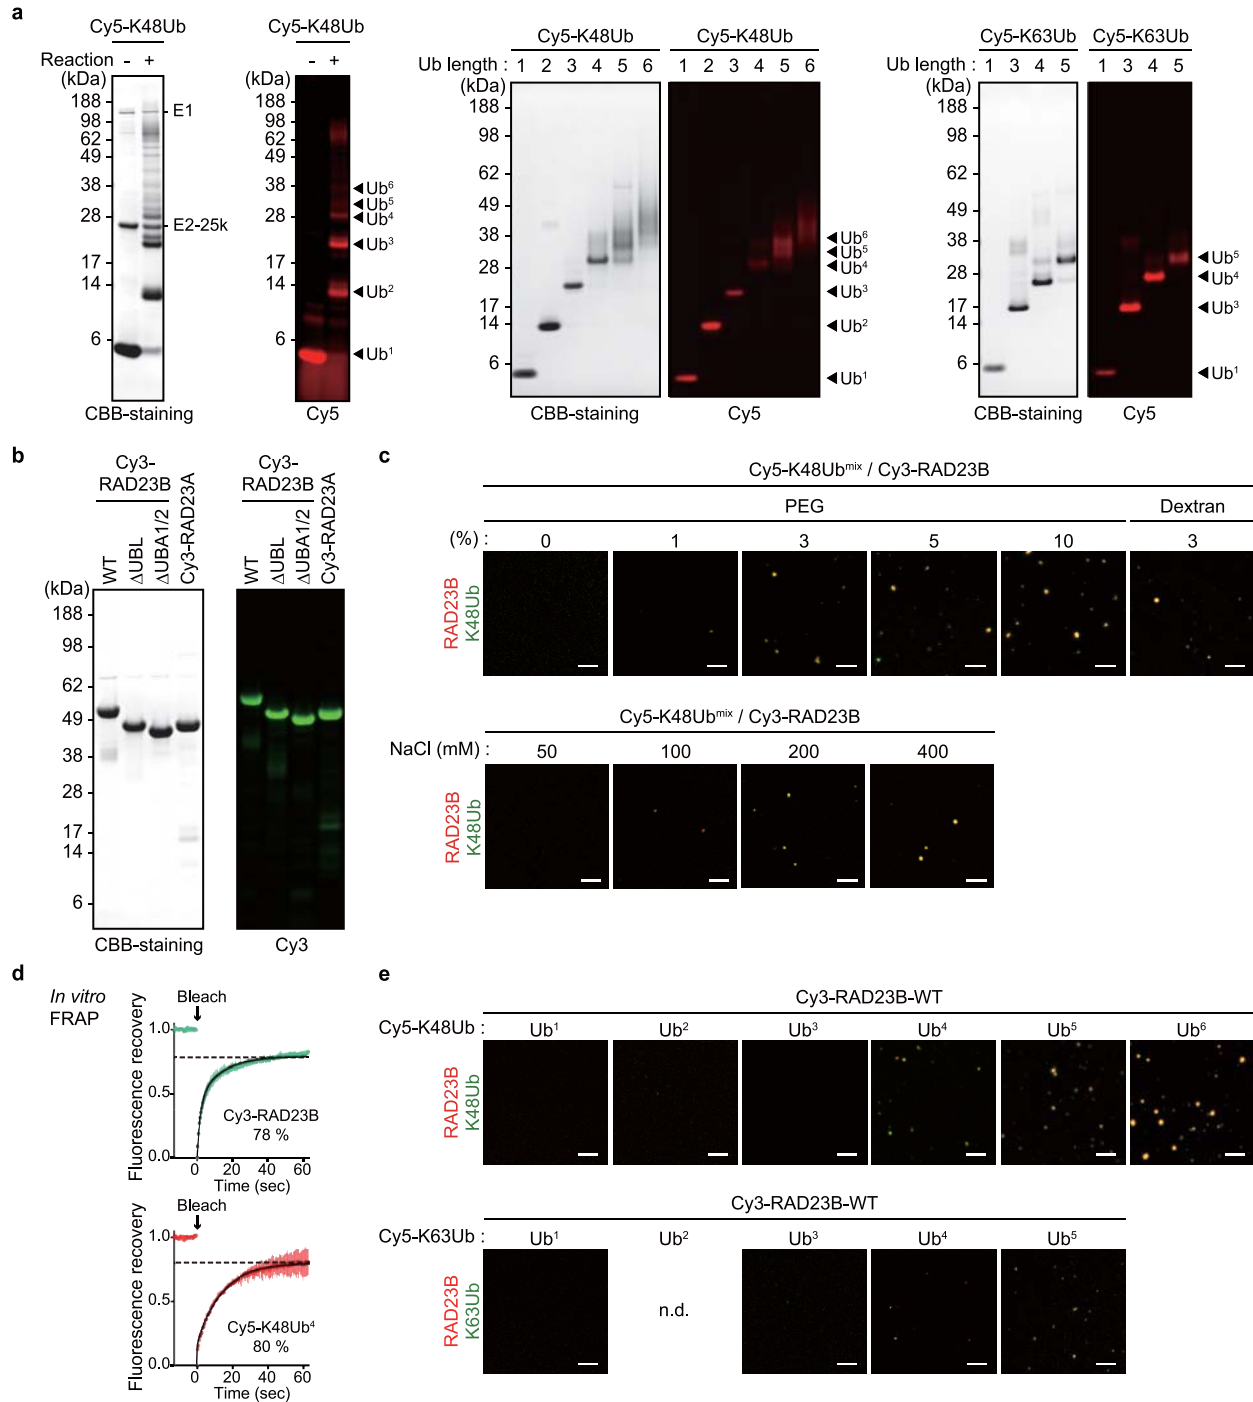 a
Cy5-K48Ub
Reaction - +
(kDa)
188
98
62
49
38
28
17
14
6
E1
E2-25k
CBB-staining
Cy5-K48Ub
- +
(kDa)
188
98
62
49
38
28
17
14
6
Ub⁶
Ub⁵
Ub⁴
Ub³
Ub²
Ub¹
Cy5
Cy5-K48Ub Cy5-K48Ub
Ub length : 1 2 3 4 5 6 1 2 3 4 5 6
(kDa)
188
98
62
49
38
28
17
14
6
Ub⁶
Ub⁵
Ub⁴
Ub³
Ub²
Ub¹
CBB-staining Cy5
Cy5-K63Ub Cy5-K63Ub
Ub length : 1 3 4 5 1 3 4 5
(kDa)
188
98
62
49
38
28
17
14
6
Ub⁵
Ub⁴
Ub³
Ub¹
CBB-staining Cy5
b
Cy3-
RAD23B
WT
ΔUBL
ΔUBA1/2
Cy3-RAD23A
(kDa)
188
98
62
49
38
28
17
14
6
CBB-staining
Cy3-
RAD23B
WT
ΔUBL
ΔUBA1/2
Cy3-RAD23A
Cy3
c
Cy5-K48Ubᵐⁱˣ / Cy3-RAD23B
PEG Dextran
(%) : 0 1 3 5 10 3
RAD23B
K48Ub
Cy5-K48Ubᵐⁱˣ / Cy3-RAD23B
NaCl (mM) : 50 100 200 400
RAD23B
K48Ub
d
In vitro
FRAP
Bleach
Fluorescence recovery
1.0
0.5
0.0
Cy3-RAD23B
78 %
0 20 40 60
Time (sec)
Bleach
Fluorescence recovery
1.0
0.5
0.0
Cy5-K48Ub⁴
80 %
0 20 40 60
Time (sec)
e
Cy3-RAD23B-WT
Cy5-K48Ub : Ub¹ Ub² Ub³ Ub⁴ Ub⁵ Ub⁶
RAD23B
K48Ub
Cy3-RAD23B-WT
Cy5-K63Ub : Ub¹ Ub² Ub³ Ub⁴ Ub⁵
RAD23B
K63Ub
n.d.